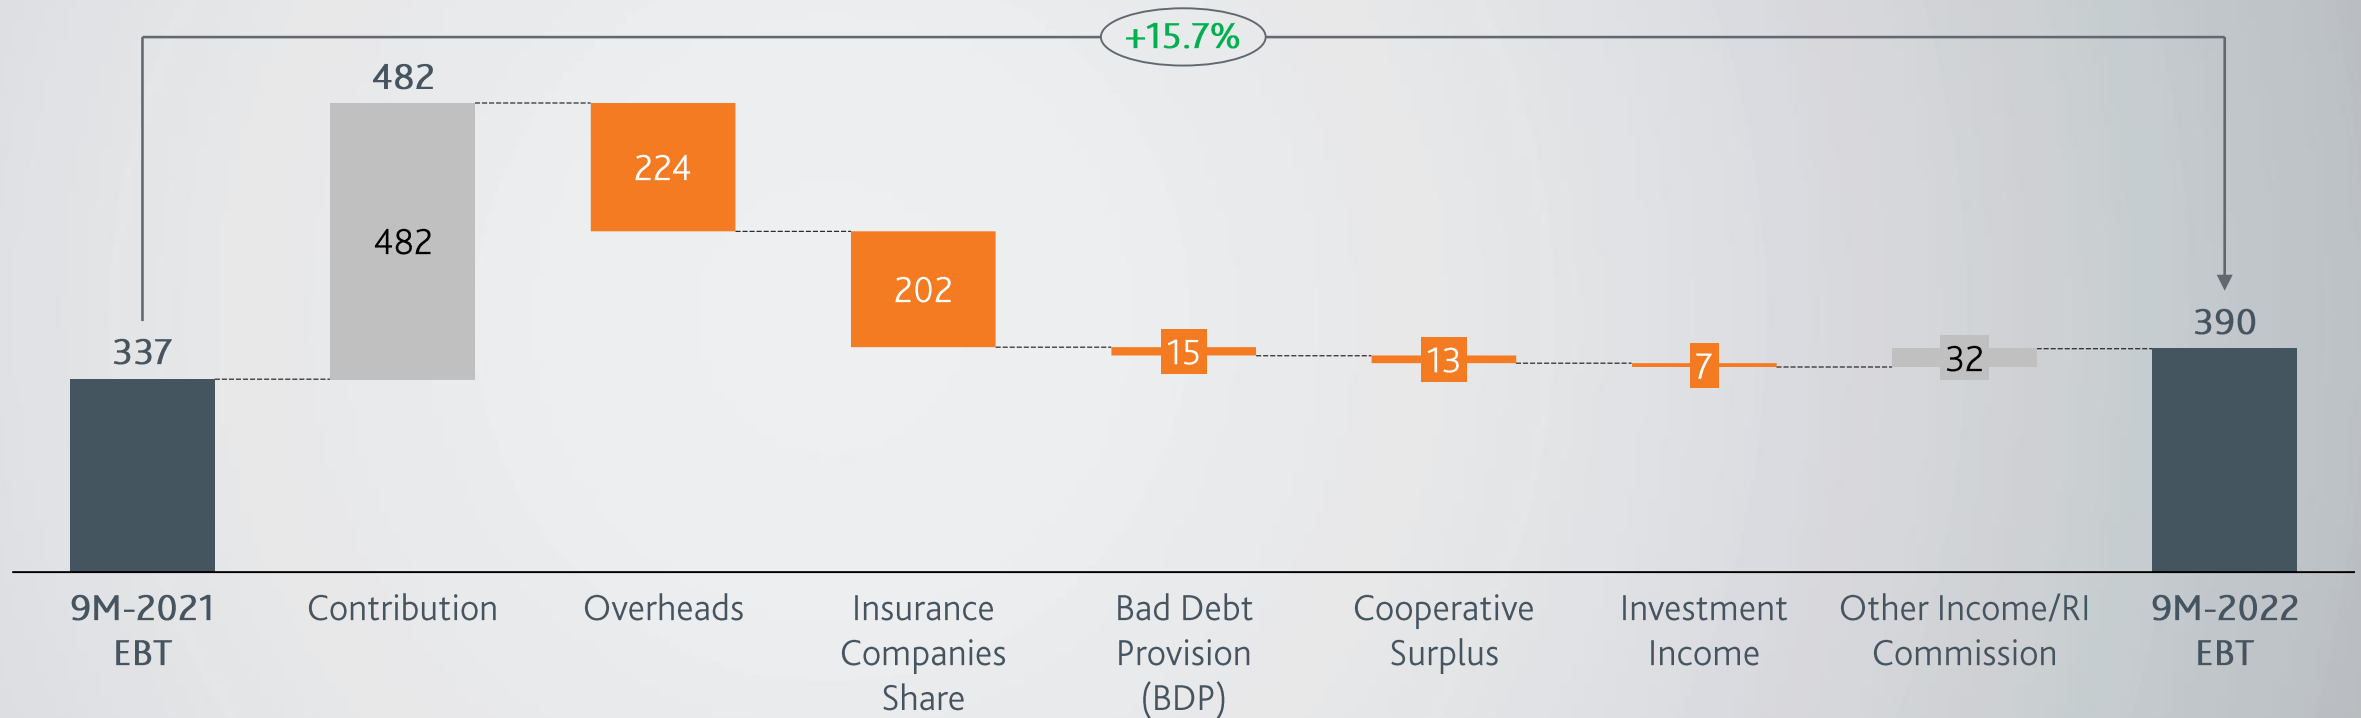 +15.7%
482
482
224
202
337
15
13
7
32
390
9M-2021
EBT
Contribution
Overheads
Insurance
Companies
Share
Bad Debt
Provision
(BDP)
Cooperative
Surplus
Investment
Income
Other Income/RI
Commission
9M-2022
EBT